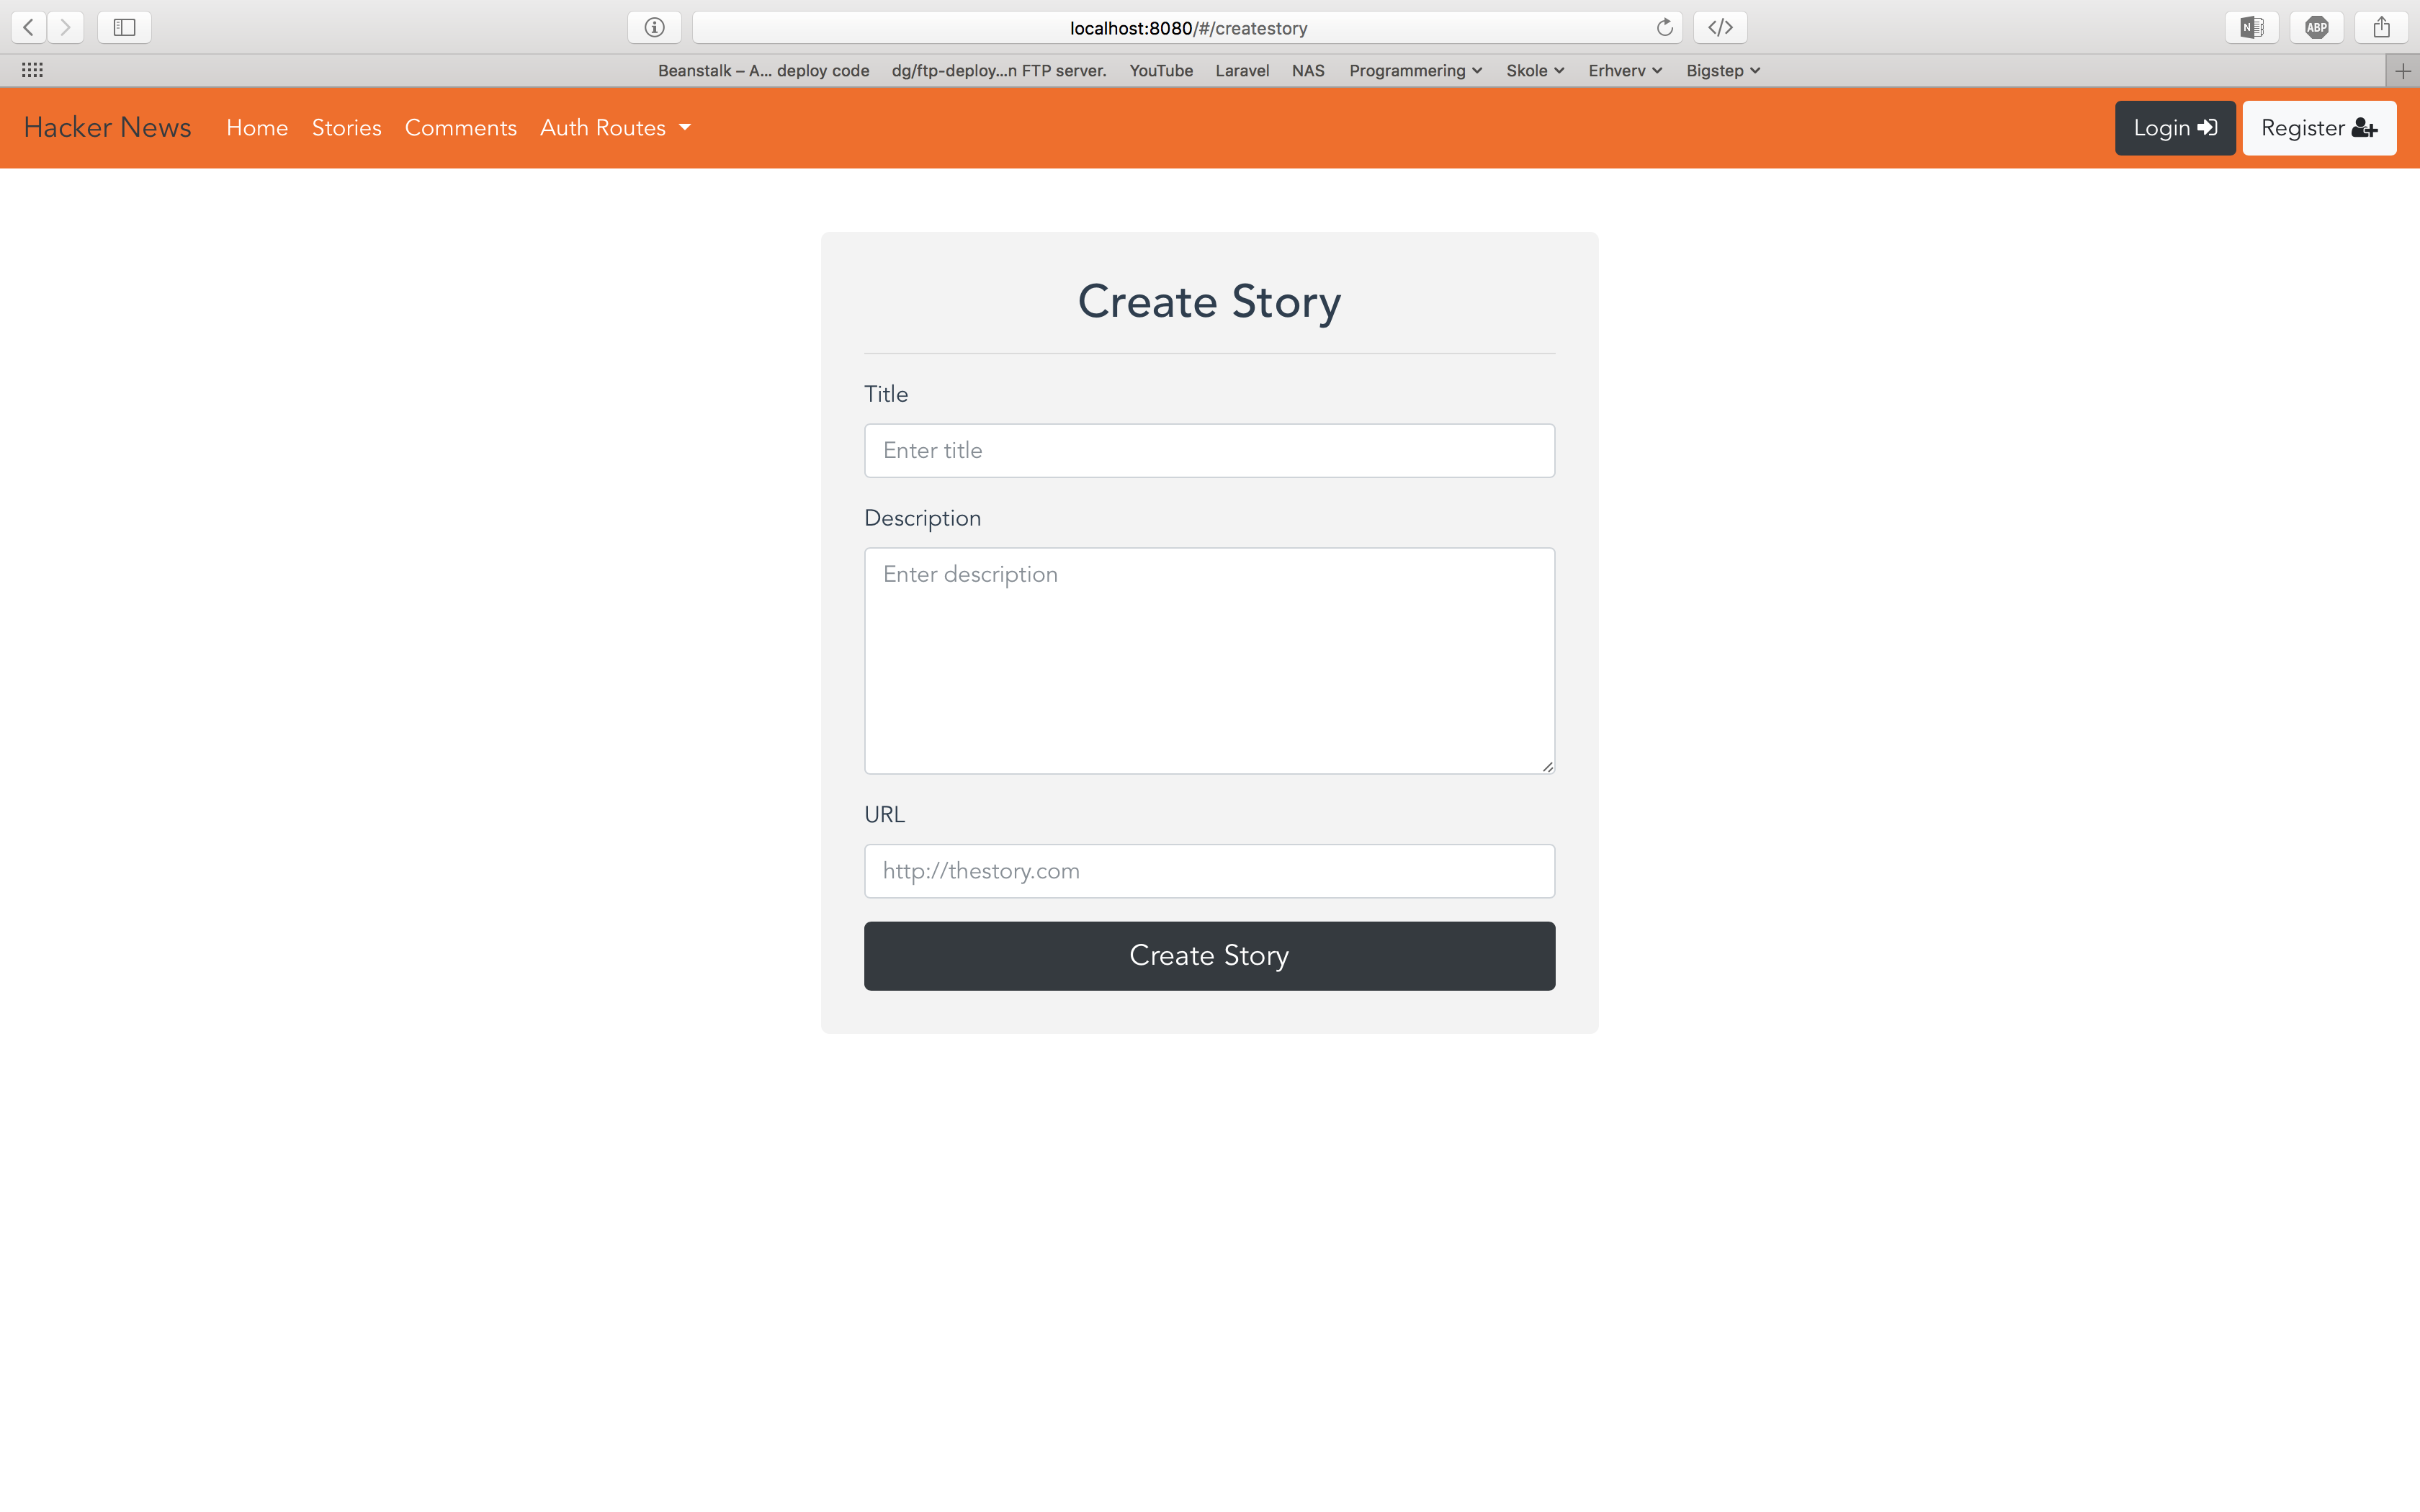 localhost:8080/#/createstory
Beanstalk – A... deploy code dg/ftp-deploy...n FTP server. YouTube Laravel NAS Programmering Skole Erhverv Bigstep
Hacker News Home Stories Comments Auth Routes Login Register
Create Story
Title
Enter title
Description
Enter description
URL
http://thestory.com
Create Story
N
ABP